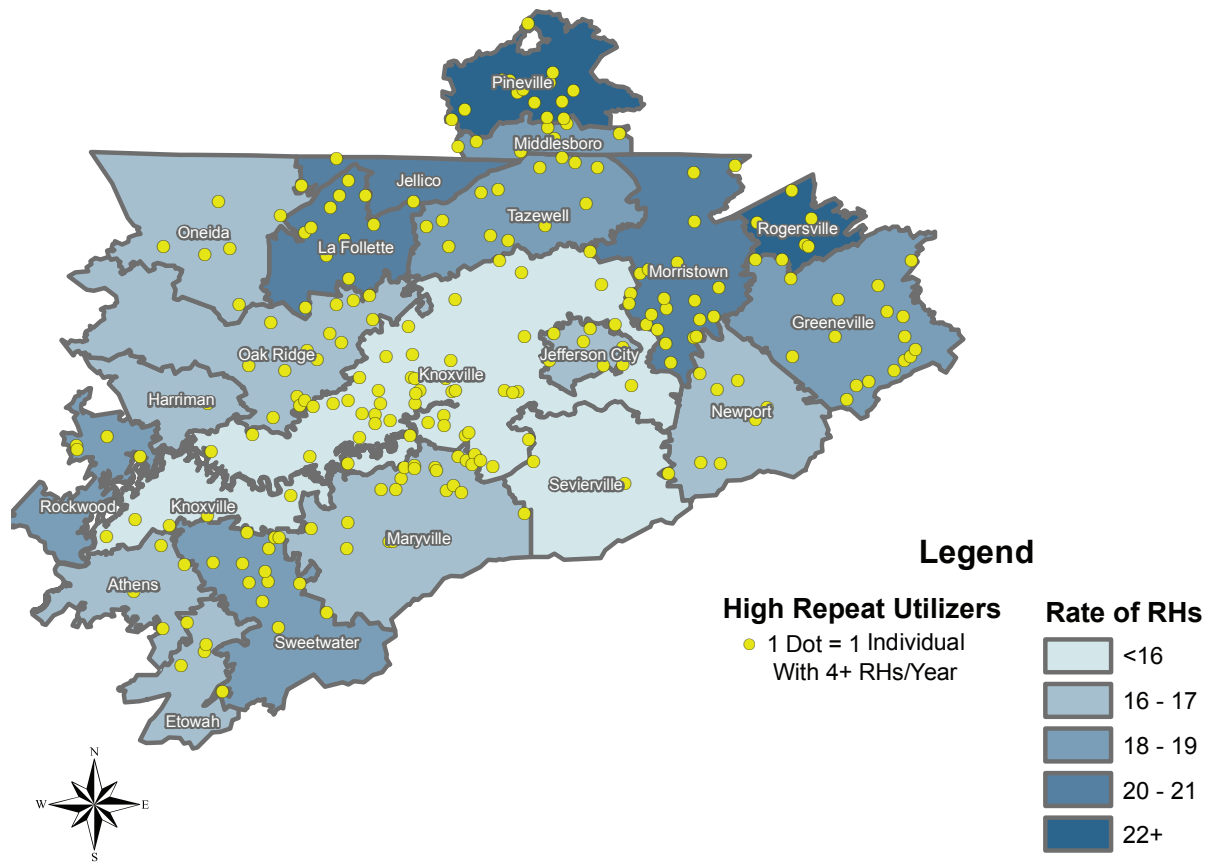 Pineville
Middlesboro
Jellico
Tazewell
Oneida
La Follette
Rogersville
Morristown
Greeneville
Oak Ridge
Jefferson City
Knoxville
Harriman
Newport
Sevierville
Rockwood
Knoxville
Maryville
Athens
Sweetwater
Etowah
Legend
High Repeat Utilizers
1 Dot = 1 Individual
With 4+ RHs/Year
Rate of RHs
<16
16 - 17
18 - 19
20 - 21
22+
N
W
E
S